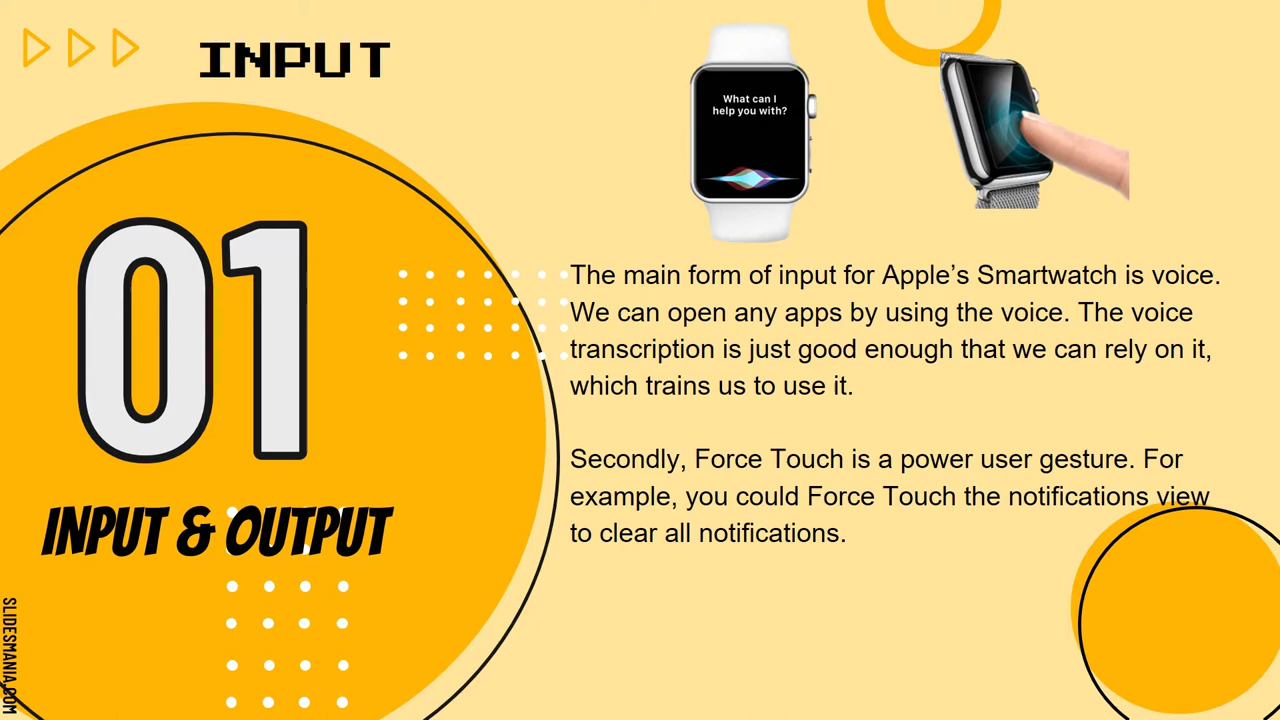 INPUT
What can I
help you with?
01
INPUT & OUTPUT
The main form of input for Apple’s Smartwatch is voice.
We can open any apps by using the voice. The voice
transcription is just good enough that we can rely on it,
which trains us to use it.
Secondly, Force Touch is a power user gesture. For
example, you could Force Touch the notifications view
to clear all notifications.
SLIDESMANIA.COM